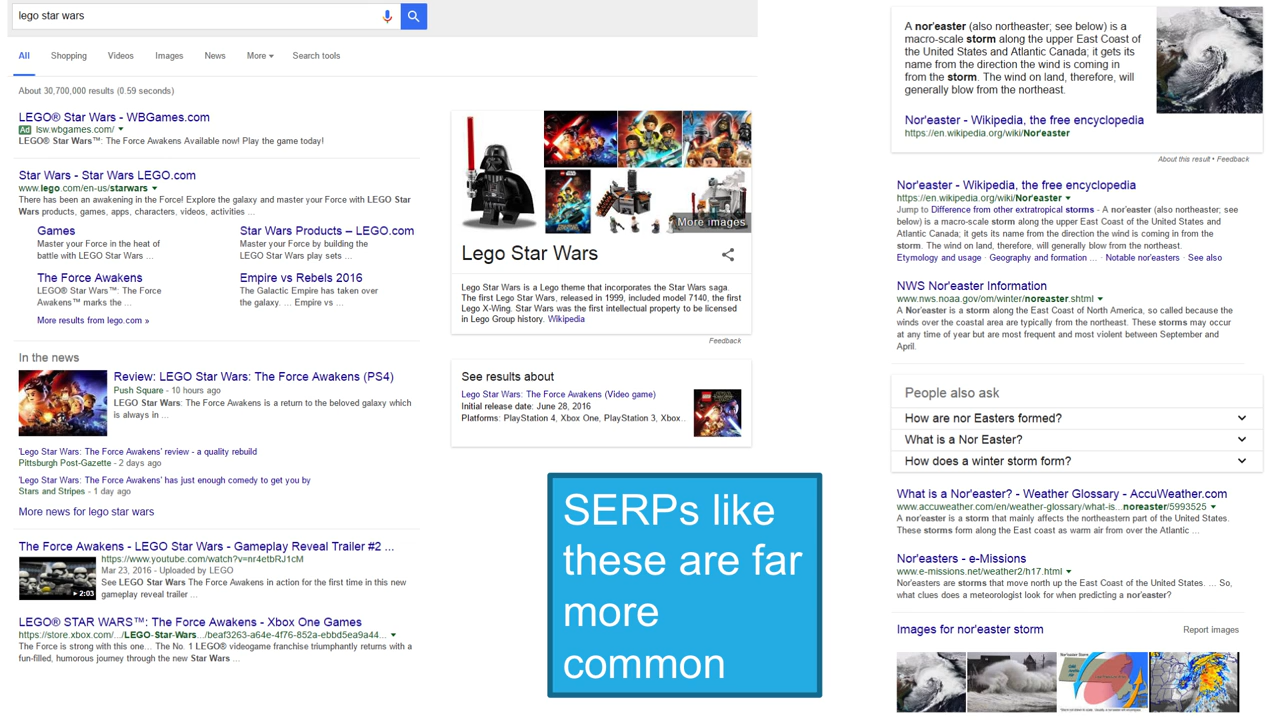 lego star wars
All Shopping Videos Images News More Search tools
About 30,700,000 results (0.59 seconds)
LEGO® Star Wars - WBGames.com
Ad lsw.wbgames.com/
LEGO® Star Wars™: The Force Awakens Available now! Play the game today!
Star Wars - Star Wars LEGO.com
www.lego.com/en-us/starwars
There has been an awakening in the Force! Explore the galaxy and master your Force with LEGO Star
Wars products, games, apps, characters, videos, activities ...
Games
Master your Force in the heat of
battle with LEGO Star Wars ...
Star Wars Products – LEGO.com
Master your Force by building the
LEGO Star Wars play sets ...
The Force Awakens
LEGO® Star Wars™: The Force
Awakens™ marks the ...
Empire vs Rebels 2016
The Galactic Empire has taken over
the galaxy. ... Empire vs ...
More results from lego.com »
In the news
Review: LEGO Star Wars: The Force Awakens (PS4)
Push Square - 10 hours ago
LEGO Star Wars: The Force Awakens is a return to the beloved galaxy which
is always in ...
'Lego Star Wars: The Force Awakens' review - a quality rebuild
Pittsburgh Post-Gazette - 2 days ago
'Lego Star Wars: The Force Awakens' has just enough comedy to get you by
Stars and Stripes - 1 day ago
More news for lego star wars
The Force Awakens - LEGO Star Wars - Gameplay Reveal Trailer #2 ...
https://www.youtube.com/watch?v=nr4etbRJ1cM
Mar 23, 2016 - Uploaded by LEGO
See LEGO Star Wars The Force Awakens in action for the first time in this new
gameplay reveal trailer ...
2:03
LEGO® STAR WARS™: The Force Awakens - Xbox One Games
https://store.xbox.com/.../LEGO-Star-Wars.../beaf3263-a64e-4f76-852a-ebbd5ea9a44...
The Force is strong with this one... The No. 1 LEGO® videogame franchise triumphantly returns with a
fun-filled, humorous journey through the new Star Wars ...
More images
Lego Star Wars
Lego Star Wars is a Lego theme that incorporates the Star Wars saga.
The first Lego Star Wars, released in 1999, included model 7140, the first
Lego X-Wing. Star Wars was the first intellectual property to be licensed
in Lego Group history. Wikipedia
Feedback
See results about
Lego Star Wars: The Force Awakens (Video game)
Initial release date: June 28, 2016
Platforms: PlayStation 4, Xbox One, PlayStation 3, Xbox...
SERPs like
these are far
more
common
A nor'easter (also northeaster; see below) is a
macro-scale storm along the upper East Coast of
the United States and Atlantic Canada; it gets its
name from the direction the wind is coming in
from the storm. The wind on land, therefore, will
generally blow from the northeast.
Nor'easter - Wikipedia, the free encyclopedia
https://en.wikipedia.org/wiki/Nor'easter
About this result • Feedback
Nor'easter - Wikipedia, the free encyclopedia
https://en.wikipedia.org/wiki/Nor'easter
Jump to Difference from other extratropical storms - A nor'easter (also northeaster; see
below) is a macro-scale storm along the upper East Coast of the United States and
Atlantic Canada; it gets its name from the direction the wind is coming in from the
storm. The wind on land, therefore, will generally blow from the northeast.
Etymology and usage · Geography and formation ... · Notable nor'easters · See also
NWS Nor'easter Information
www.nws.noaa.gov/om/winter/noreaster.shtml
A Nor'easter is a storm along the East Coast of North America, so called because the
winds over the coastal area are typically from the northeast. These storms may occur
at any time of year but are most frequent and most violent between September and
April.
People also ask
How are nor Easters formed?
What is a Nor Easter?
How does a winter storm form?
What is a Nor'easter? - Weather Glossary - AccuWeather.com
www.accuweather.com/en/weather-glossary/what-is...noreaster/5993525
A nor'easter is a storm that mainly affects the northeastern part of the United States.
These storms form along the East coast as warm air from over the Atlantic ...
Nor'easters - e-Missions
www.e-missions.net/weather2/h17.html
Nor'easters are storms that move north up the East Coast of the United States. ... So,
what clues does a meteorologist look for when predicting a nor'easter?
Images for nor'easter storm
Report images